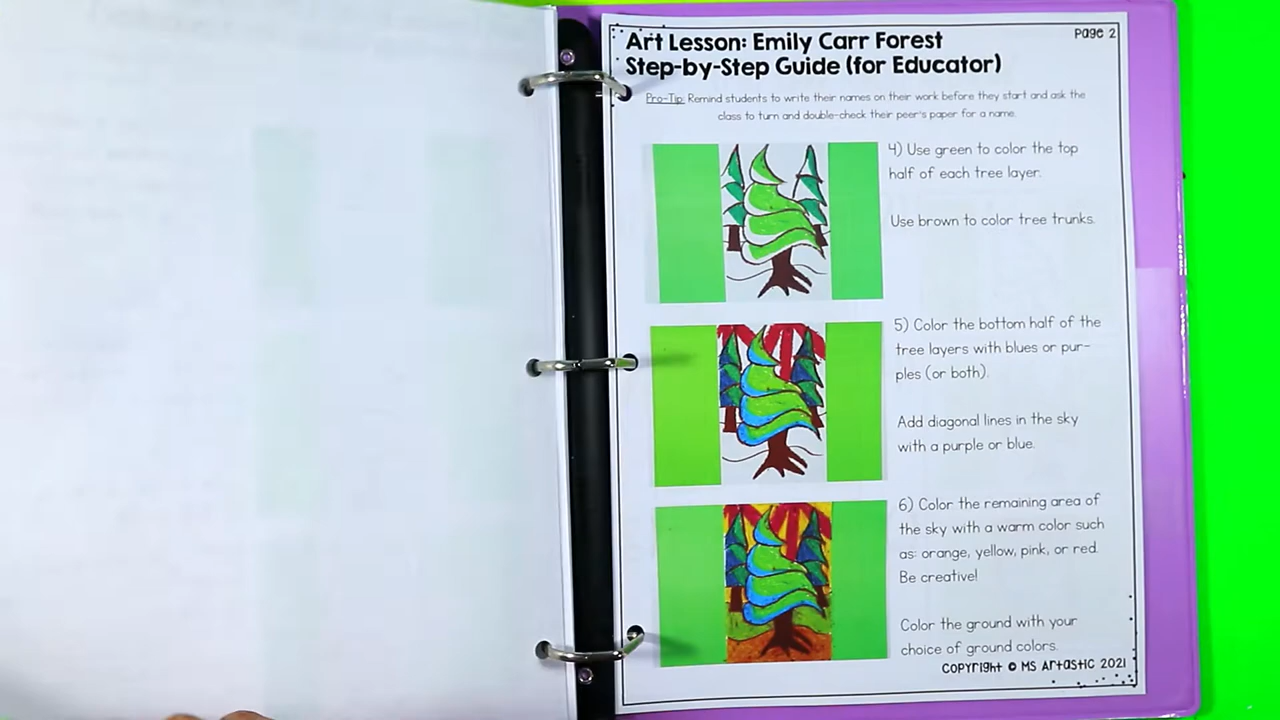 Art Lesson: Emily Carr Forest
Step-by-Step Guide (for Educator)
Page 2
Pro-Tip: Remind students to write their names on their work before they start and ask the
class to turn and double-check their peer's paper for a name.
4) Use green to color the top
half of each tree layer.
Use brown to color tree trunks.
5) Color the bottom half of the
tree layers with blues or pur-
ples (or both).
Add diagonal lines in the sky
with a purple or blue.
6) Color the remaining area of
the sky with a warm color such
as: orange, yellow, pink, or red.
Be creative!
Color the ground with your
choice of ground colors.
Copyright © MS Artastic 2021